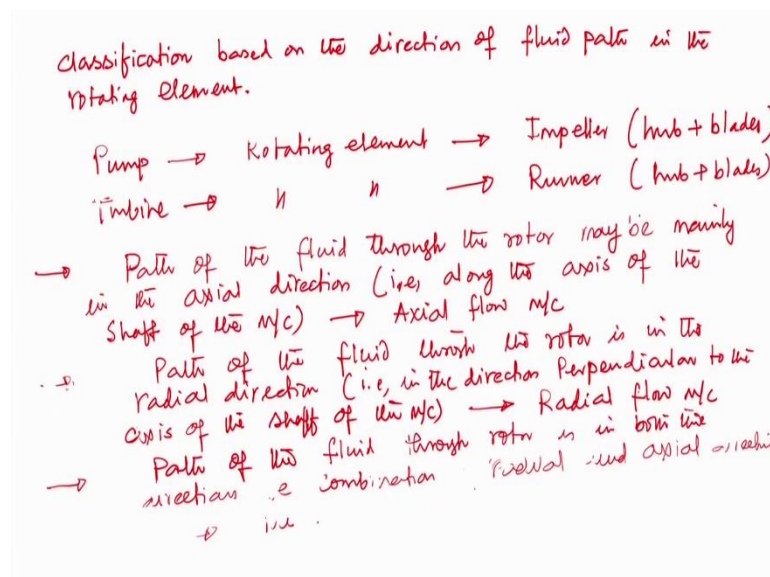 classification based on the direction of fluid path in the
rotating element.
Pump → Rotating element → Impeller (hub + blades)
Turbine → " " → Runner (hub + blades)
→ Path of the fluid through the rotor may be mainly
in the axial direction (i.e, along the axis of the
shaft of the M/C) → Axial flow M/C
→ Path of the fluid through the rotor is in the
radial direction (i.e, in the direction Perpendicular to the
axis of the shaft of the M/C) → Radial flow M/C
→ Path of the fluid through rotor is in both the
combination and axial
→